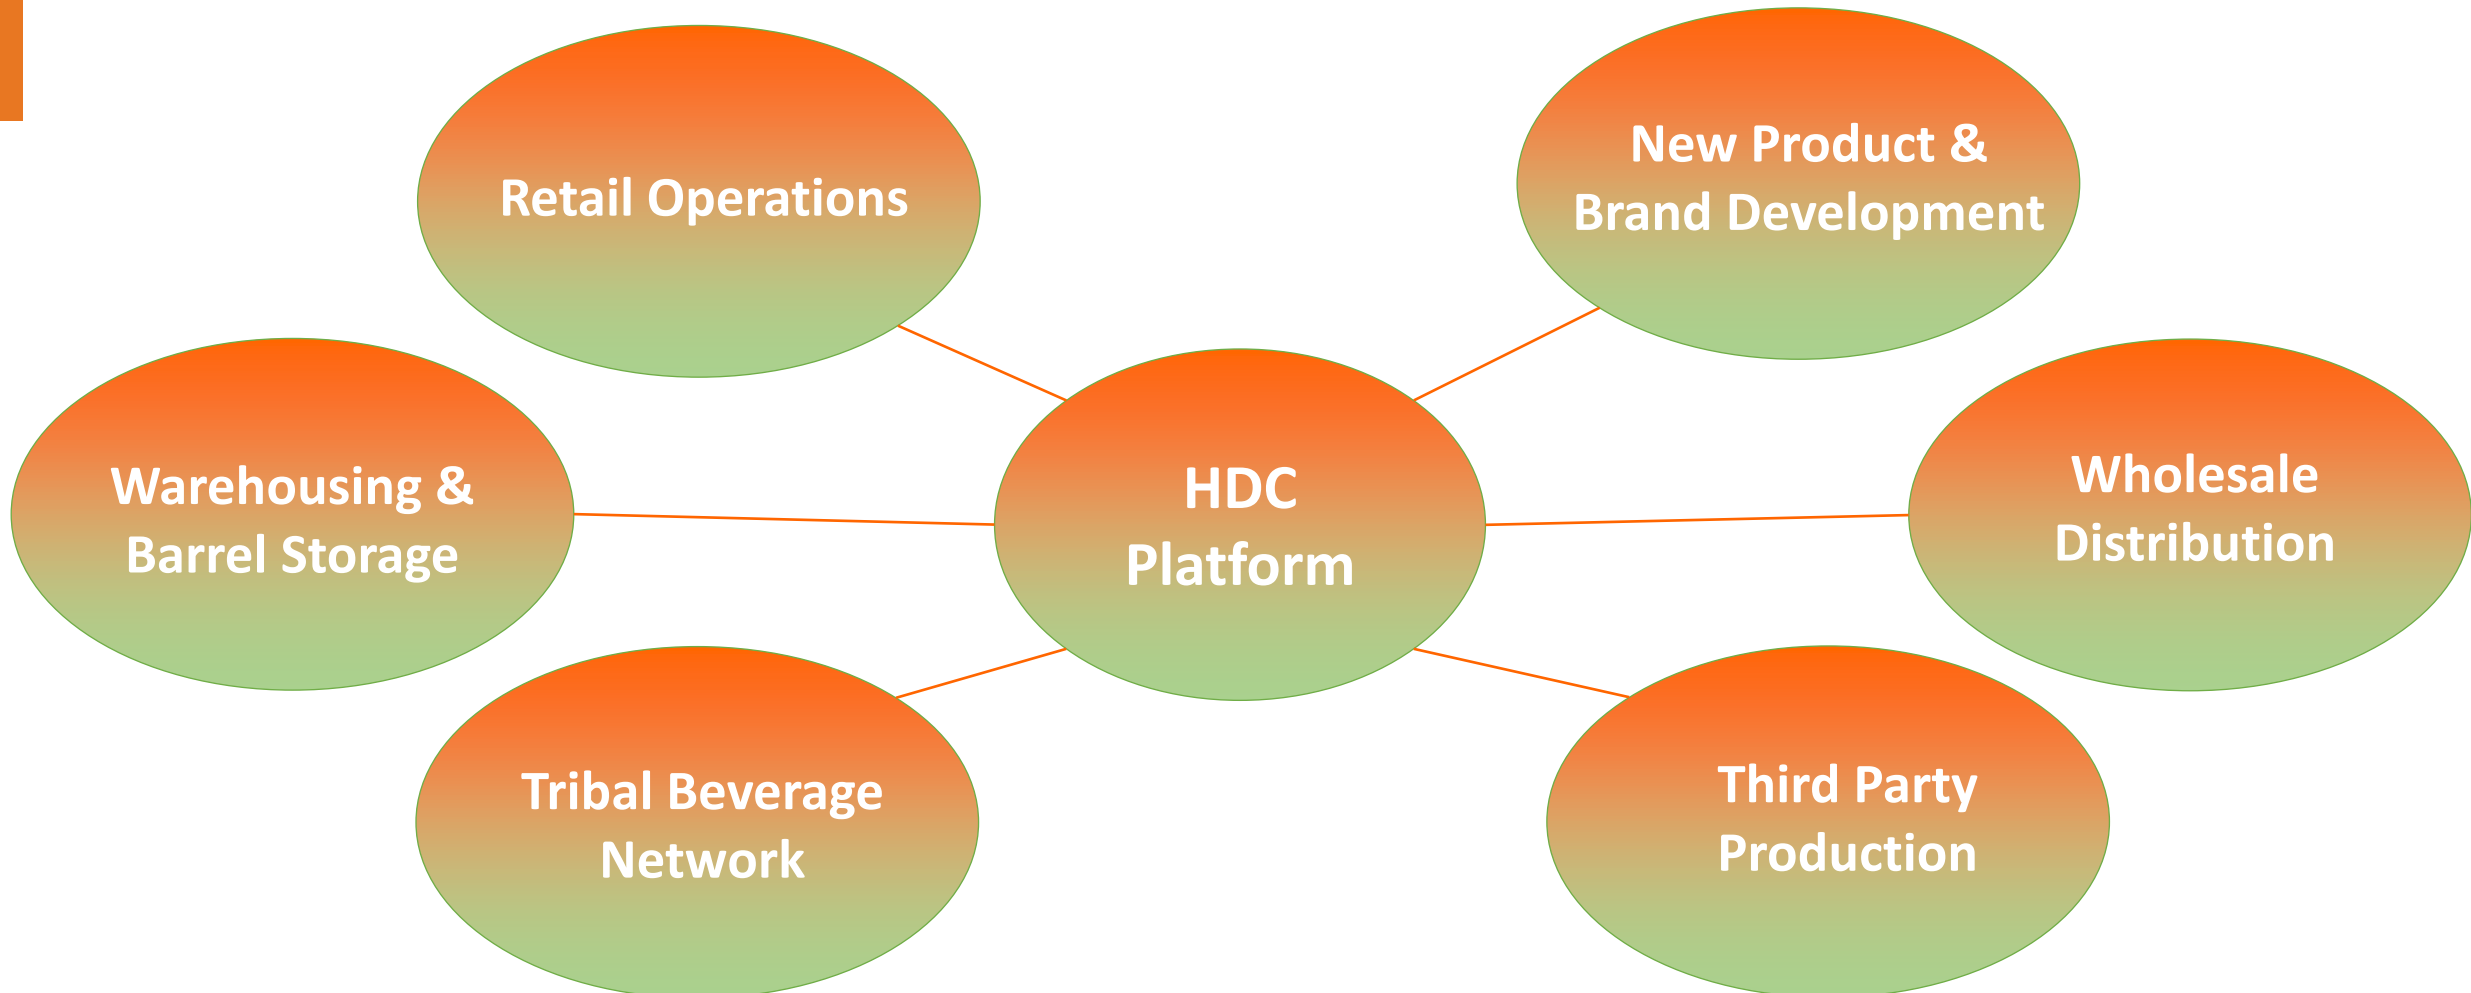 Retail Operations
New Product &
Brand Development
Warehousing &
Barrel Storage
HDC
Platform
Wholesale
Distribution
Tribal Beverage
Network
Third Party
Production